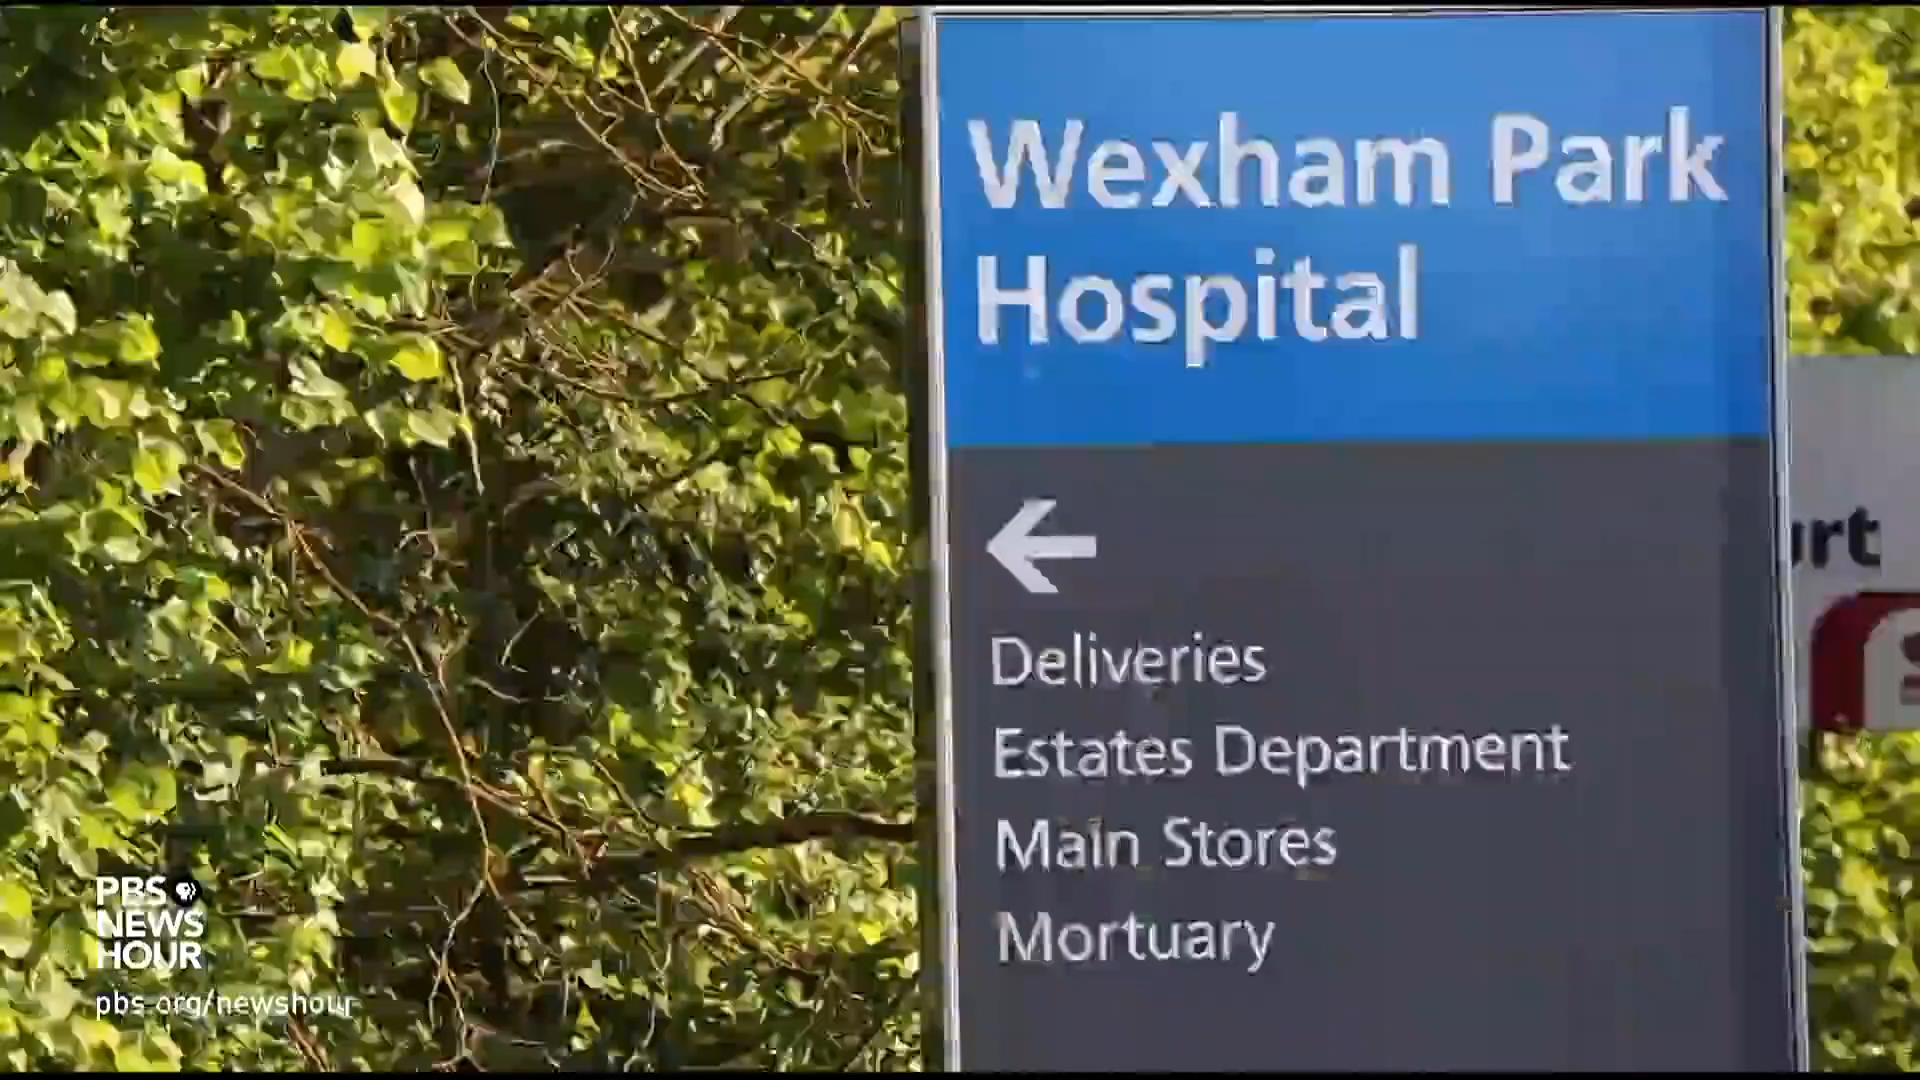 Wexham Park
Hospital
Deliveries
Estates Department
Main Stores
Mortuary
PBS
NEWS
HOUR
pbs.org/newshour